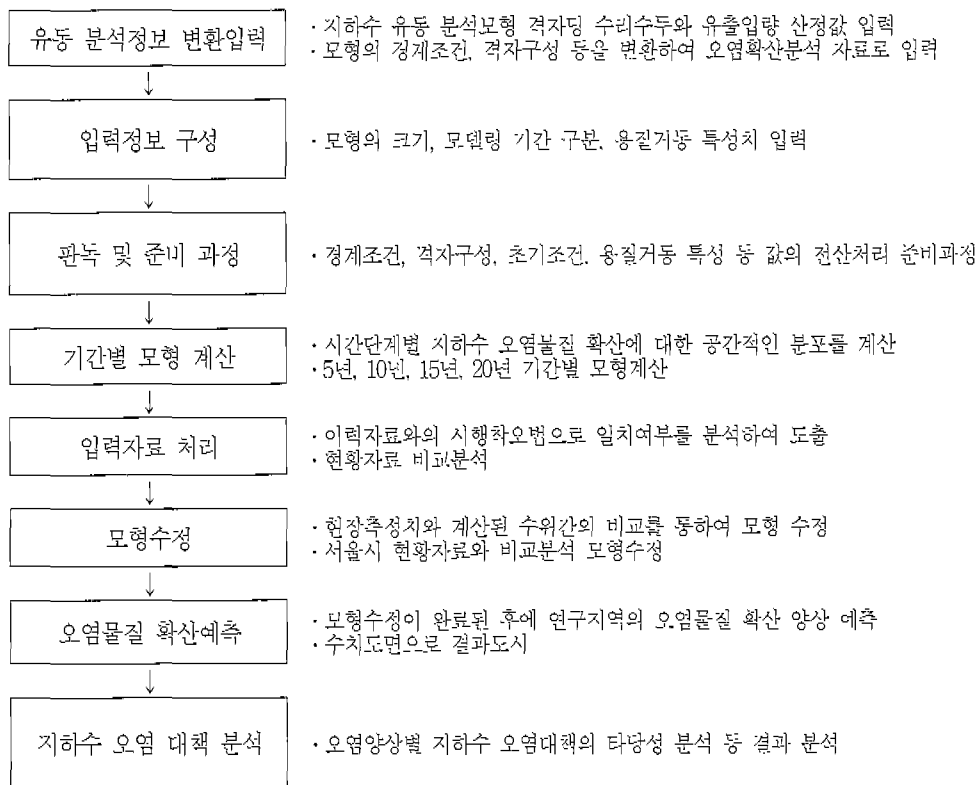 유동 분석정보 변환입력
· 지하수 유동 분석모형 격자딩 수리수두와 유출입량 산정값 입력
· 모형의 경계조건, 격자구성 등을 변환하여 오염확산분석 자료로 입력
입력정보 구성
· 모형의 크기, 모델링 기간 구분, 용질거동 특성치 입력
판독 및 준비 과정
· 경계조건, 격자구성, 초기조건, 용질거동 특성 등 값의 전산처리 준비과정
기간별 모형 계산
· 시간단계별 지하수 오염물질 확산에 대한 공간적인 분포를 계산
· 5년, 10년, 15년, 20년 기간별 모형계산
입력자료 처리
· 이력자료와의 시행착오법으로 일치여부를 분석하여 도출
· 현황자료 비교분석
모형수정
· 현장측정치와 계산된 수위간의 비교를 통하여 모형 수정
· 서울시 현황자료와 비교분석 모형수정
오염물질 확산예측
· 모형수정이 완료된 후에 연구지역의 오염물질 확산 양상 예측
· 수치도면으로 결과도시
지하수 오염 대책 분석
· 오염양상별 지하수 오염대책의 타당성 분석 등 결과 분석